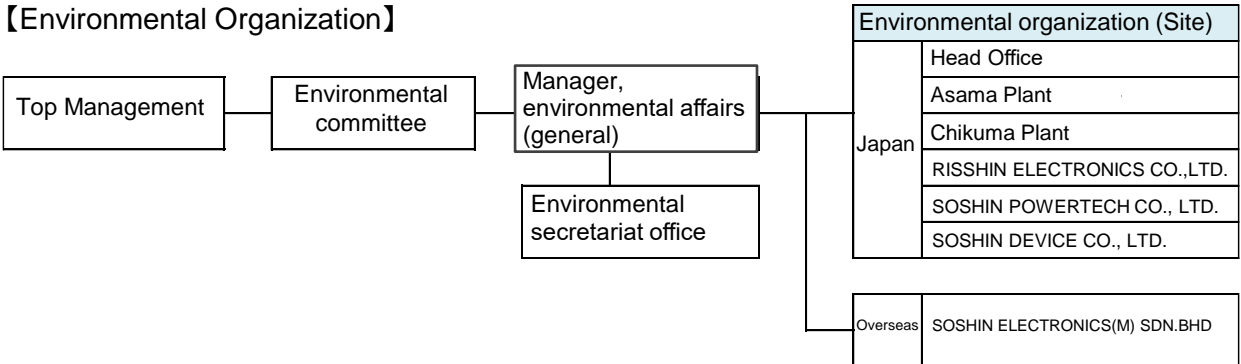 【Environmental Organization】
Environmental organization (Site)
Top Management
Environmental
committee
Manager,
environmental affairs
(general)
Environmental
secretariat office
Japan
Head Office
Asama Plant
Chikuma Plant
RISSHIN ELECTRONICS CO.,LTD.
SOSHIN POWERTECH CO., LTD.
SOSHIN DEVICE CO., LTD.
Overseas
SOSHIN ELECTRONICS(M) SDN.BHD